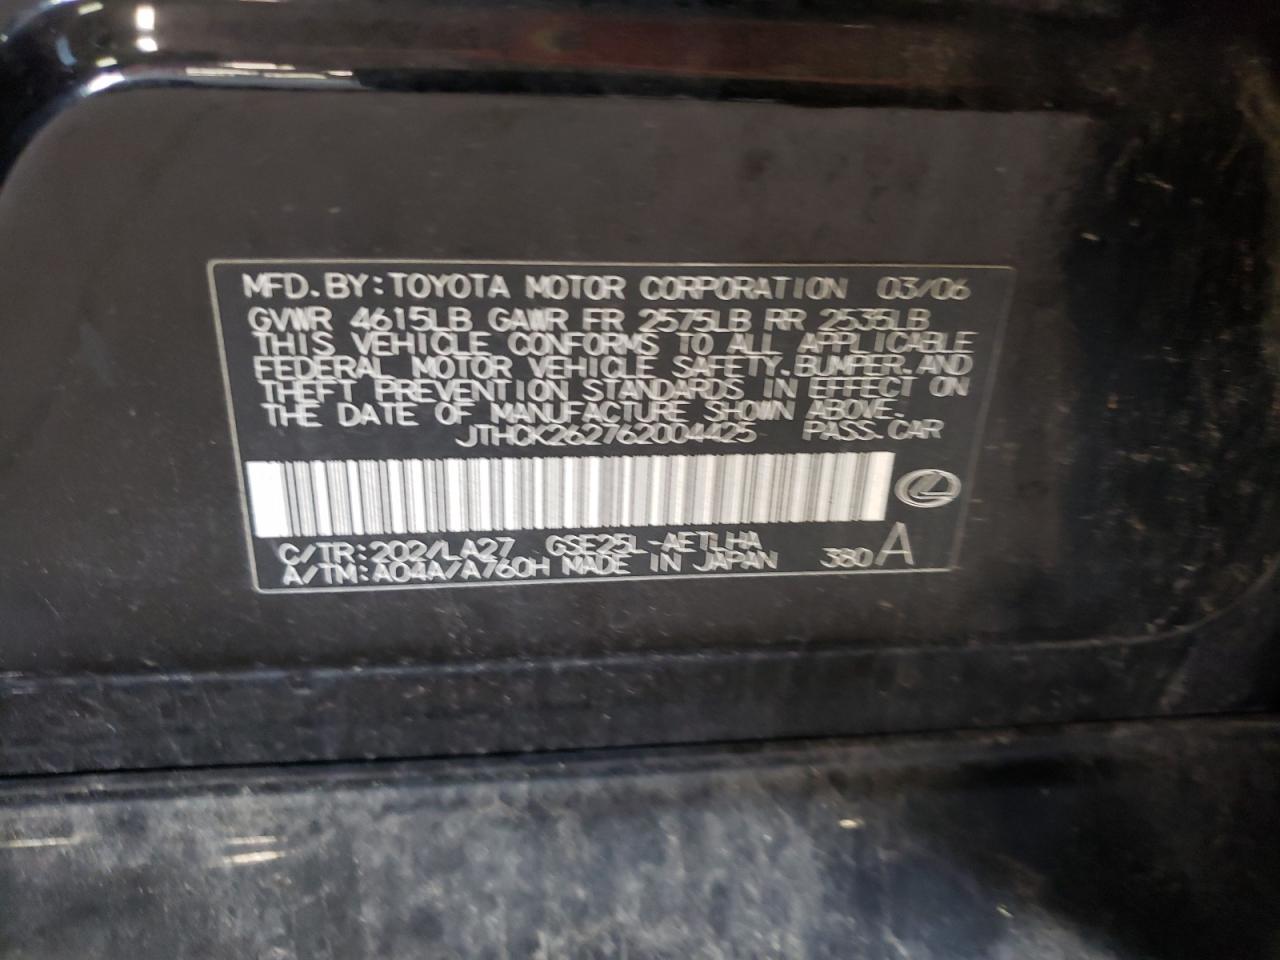 MFD. BY: TOYOTA MOTOR CORPORATION 03/06
GVWR 4615LB GAWR FR 2575LB RR 2535LB
THIS VEHICLE CONFORMS TO ALL APPLICABLE
FEDERAL MOTOR VEHICLE SAFETY, BUMPER, AND
THEFT PREVENTION STANDARDS IN EFFECT ON
THE DATE OF MANUFACTURE SHOWN ABOVE.
JTHCK262762004425 PASS. CAR
C/TR: 202/LA27 GSE25L-AETLHA
A/TM: A04A/A760H MADE IN JAPAN 380 A